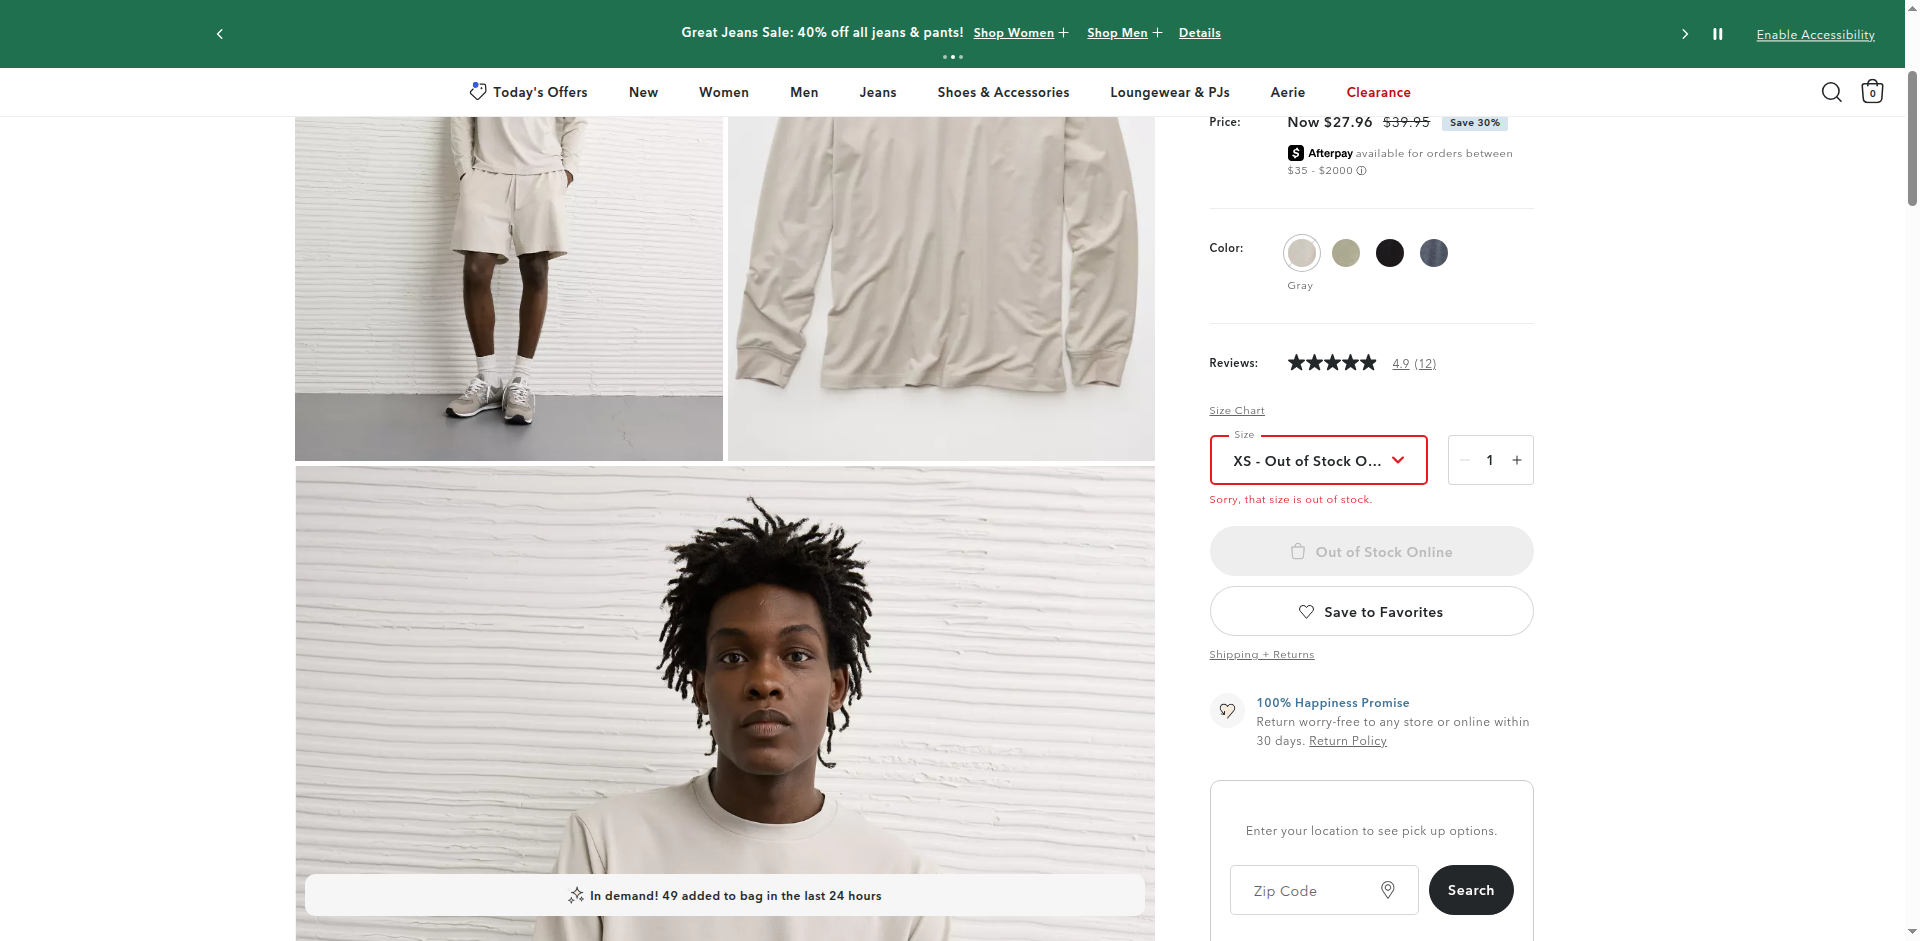 Great Jeans Sale: 40% off all jeans & pants! Shop Women + Shop Men + Details
Enable Accessibility
Today's Offers New Women Men Jeans Shoes & Accessories Loungewear & PJs Aerie Clearance
0
Price: Now $27.96 $39.95 Save 30%
Afterpay available for orders between
$35 - $2000
Color:
Gray
Reviews: 4.9 (12)
Size Chart
Size
XS - Out of Stock O...
1
Sorry, that size is out of stock.
Out of Stock Online
Save to Favorites
Shipping + Returns
100% Happiness Promise
Return worry-free to any store or online within
30 days. Return Policy
Enter your location to see pick up options.
Zip Code
Search
In demand! 49 added to bag in the last 24 hours